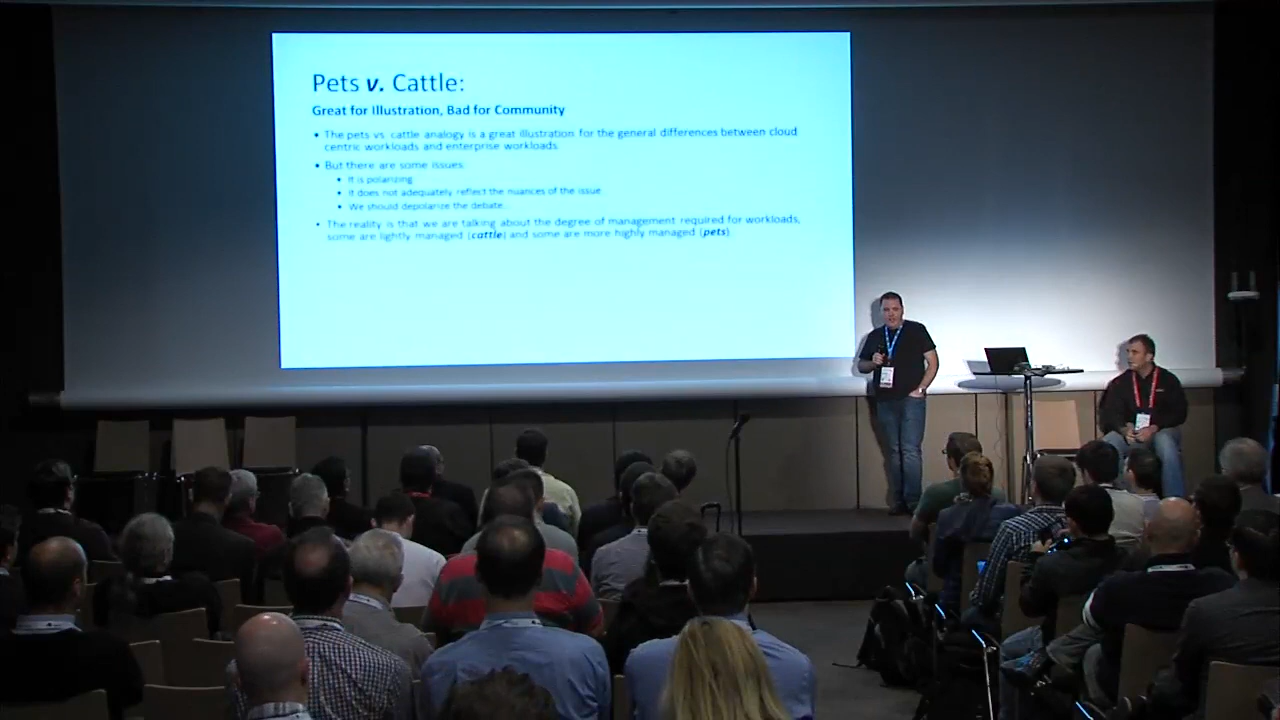 Pets v. Cattle:
Great for Illustration, Bad for Community
• The pets vs. cattle analogy is a great illustration for the general differences between cloud
centric workloads and enterprise workloads.
• But there are some issues:
• It is polarizing.
• It does not adequately reflect the nuances of the issue.
• We should depolarize the debate.
• The reality is that we are talking about the degree of management required for workloads,
some are lightly managed (cattle) and some are more highly managed (pets).